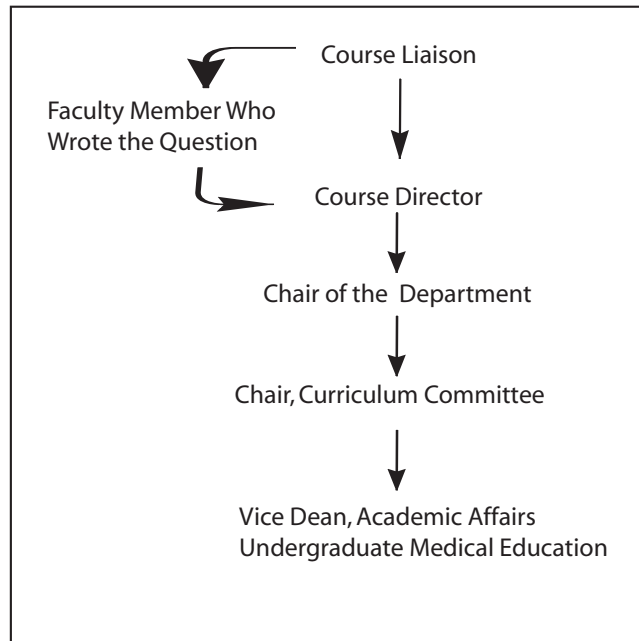 Course Liaison
Faculty Member Who
Wrote the Question
Course Director
Chair of the Department
Chair, Curriculum Committee
Vice Dean, Academic Affairs
Undergraduate Medical Education